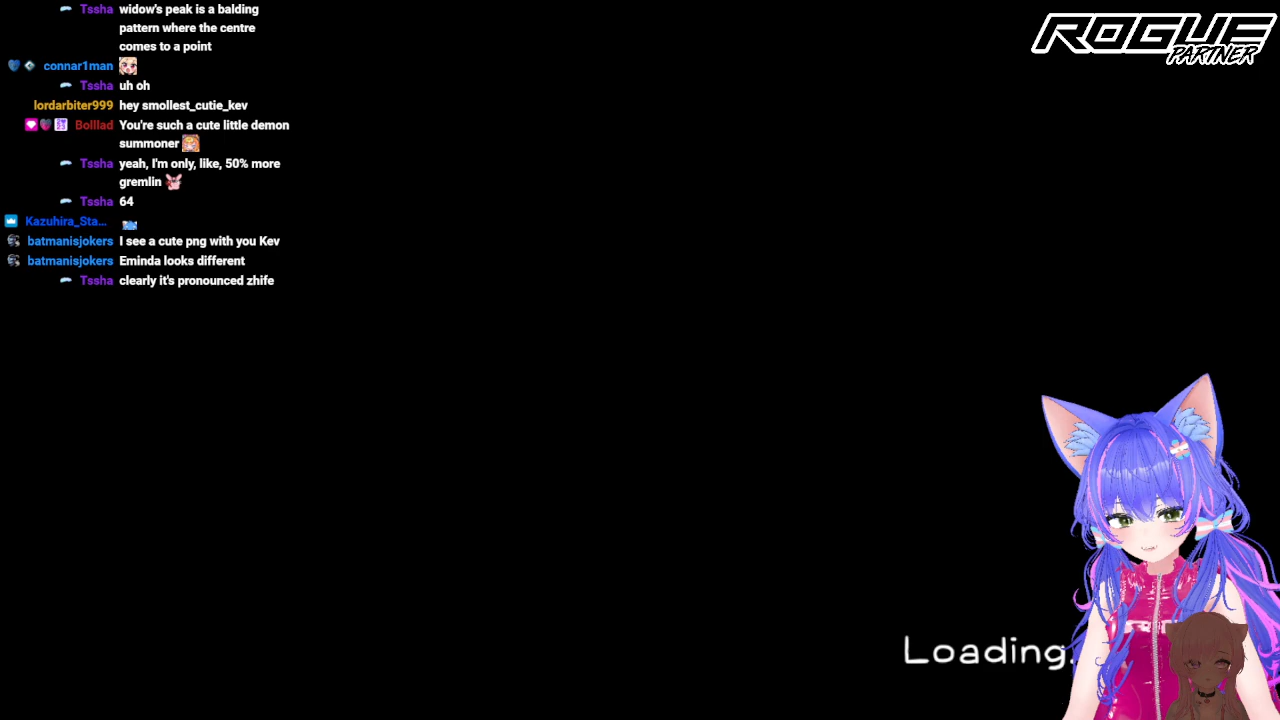 Tssha widow's peak is a balding
pattern where the centre
comes to a point
connar1man
Tssha uh oh
lordarbiter999 hey smollest_cutie_kev
Bolllad You're such a cute little demon
summoner
Tssha yeah, I'm only, like, 50% more
gremlin
Tssha 64
Kazuhira_Sta...
batmanisjokers I see a cute png with you Kev
batmanisjokers Eminda looks different
Tssha clearly it's pronounced zhife
ROGUE
PARTNER
Loading.